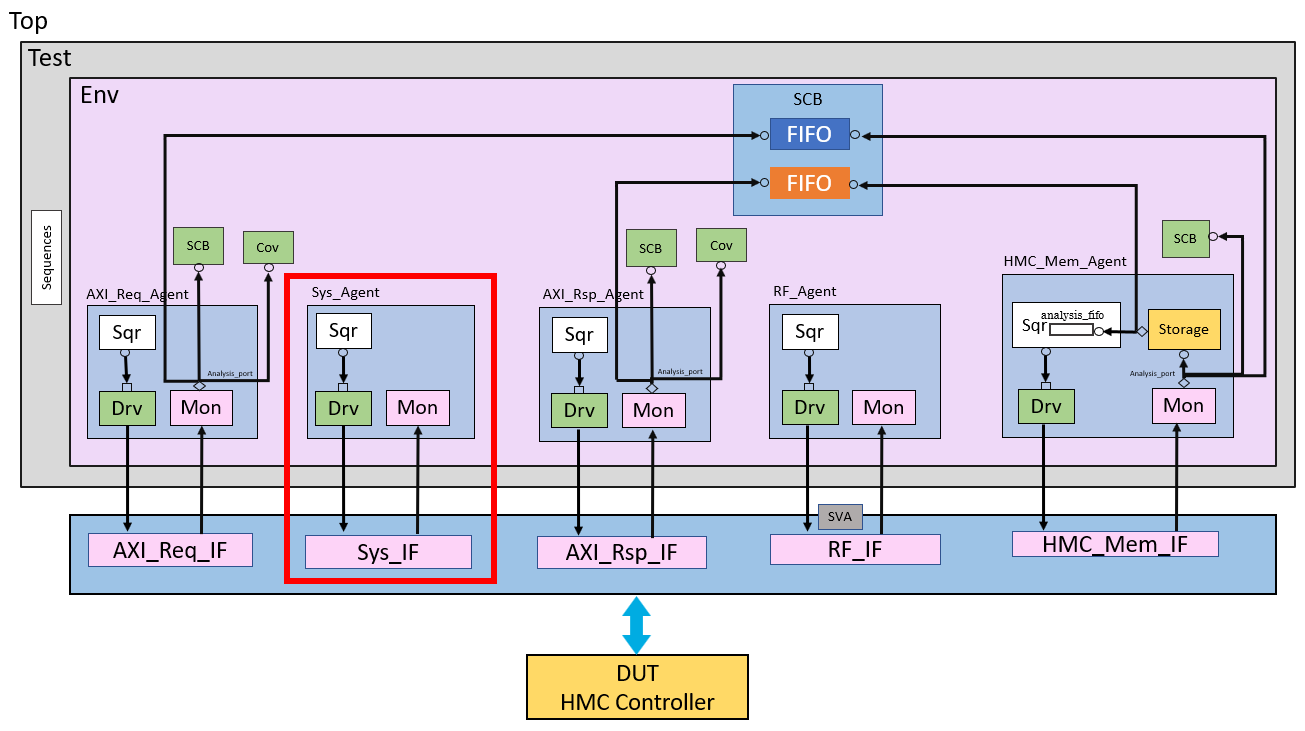 Top
Test
Env
SCB
FIFO
FIFO
Sequences
SCB
Cov
SCB
Cov
SCB
AXI_Req_Agent
Sys_Agent
AXI_Rsp_Agent
RF_Agent
HMC_Mem_Agent
Sqr
Sqr
Sqr
Sqr
Sqr
analysis_fifo
Storage
Analysis_port
Analysis_port
Analysis_port
Drv
Mon
Drv
Mon
Drv
Mon
Drv
Mon
Drv
Mon
SVA
AXI_Req_IF
Sys_IF
AXI_Rsp_IF
RF_IF
HMC_Mem_IF
DUT
HMC Controller